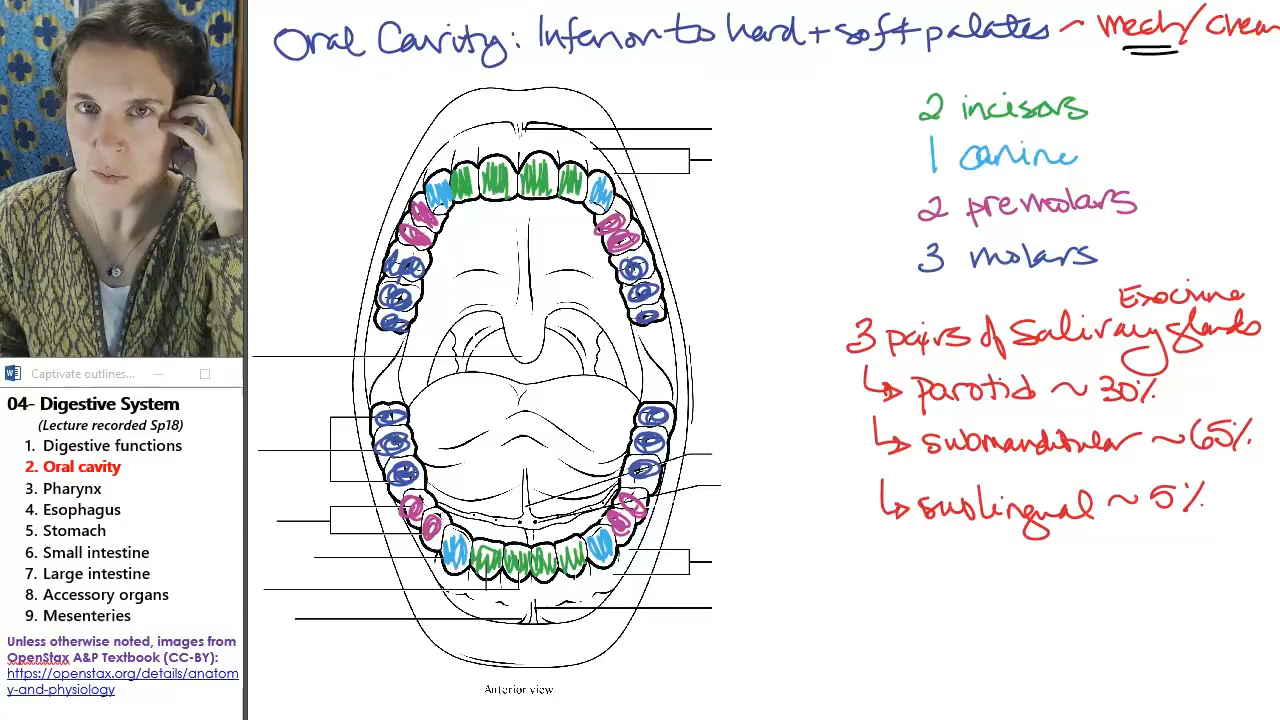 Oral Cavity: Inferior to hard + soft palates ~ mech/chem
2 incisors
1 canine
2 premolars
3 molars
Exocrine
3 pairs of Salivary glands
↳ parotid ~ 30%
↳ submandibular ~ 65%
↳ sublingual ~ 5%
Anterior view
Captivate outlines...
04- Digestive System
(Lecture recorded Sp18)
1. Digestive functions
2. Oral cavity
3. Pharynx
4. Esophagus
5. Stomach
6. Small intestine
7. Large intestine
8. Accessory organs
9. Mesenteries
Unless otherwise noted, images from
OpenStax A&P Textbook (CC-BY):
https://openstax.org/details/anatom
y-and-physiology